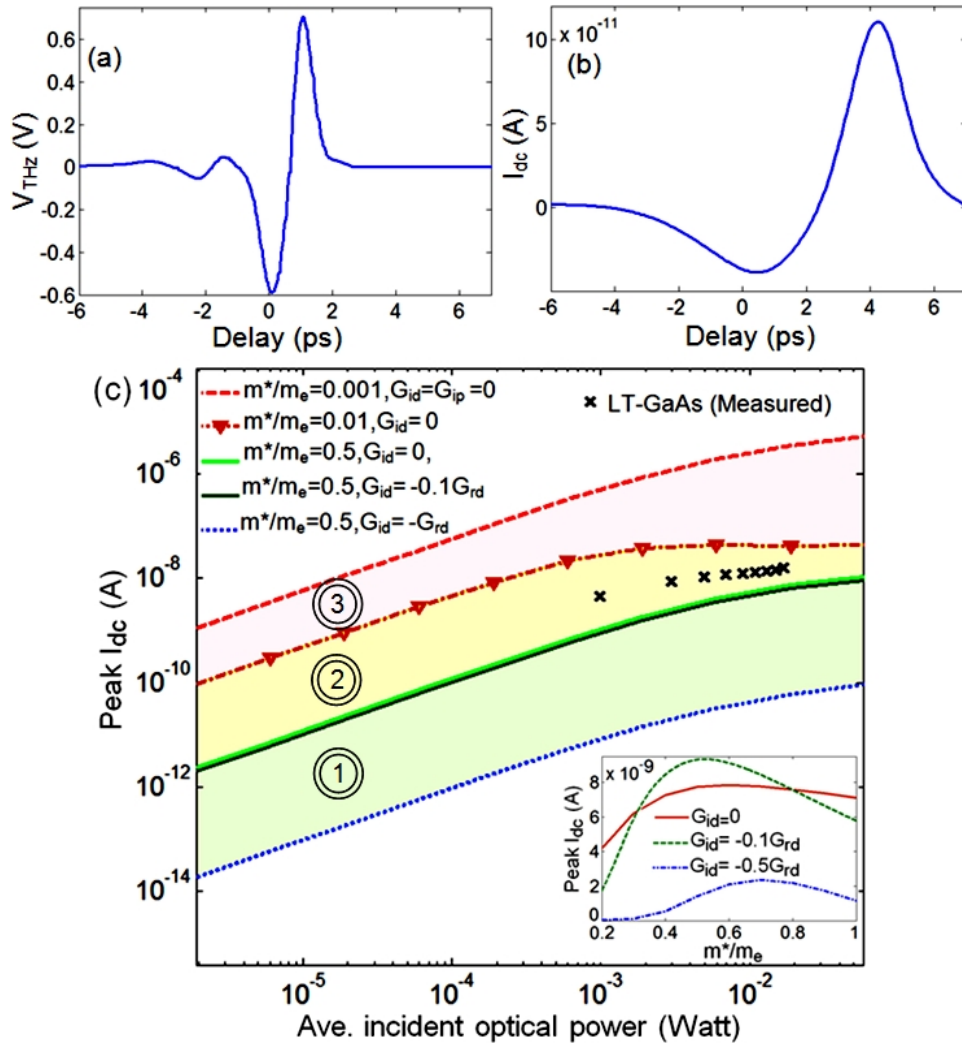 (a)
V_THz (V)
0.6
0.4
0.2
0
-0.2
-0.4
-0.6
-6 -4 -2 0 2 4 6
Delay (ps)
x 10^-11
(b)
I_dc (A)
10
5
0
-6 -4 -2 0 2 4 6
Delay (ps)
(c)
m*/m_e=0.001,G_id=G_ip=0
m*/m_e=0.01,G_id=0
m*/m_e=0.5,G_id=0,
m*/m_e=0.5,G_id= -0.1G_rd
m*/m_e=0.5,G_id= -G_rd
LT-GaAs (Measured)
Peak I_dc (A)
10^-4
10^-6
10^-8
10^-10
10^-12
10^-14
3
2
1
x 10^-9
Peak I_dc (A)
8
6
4
2
0
G_id=0
G_id= -0.1G_rd
G_id= -0.5G_rd
0.2 0.4 0.6 0.8 1
m*/m_e
10^-5 10^-4 10^-3 10^-2
Ave. incident optical power (Watt)